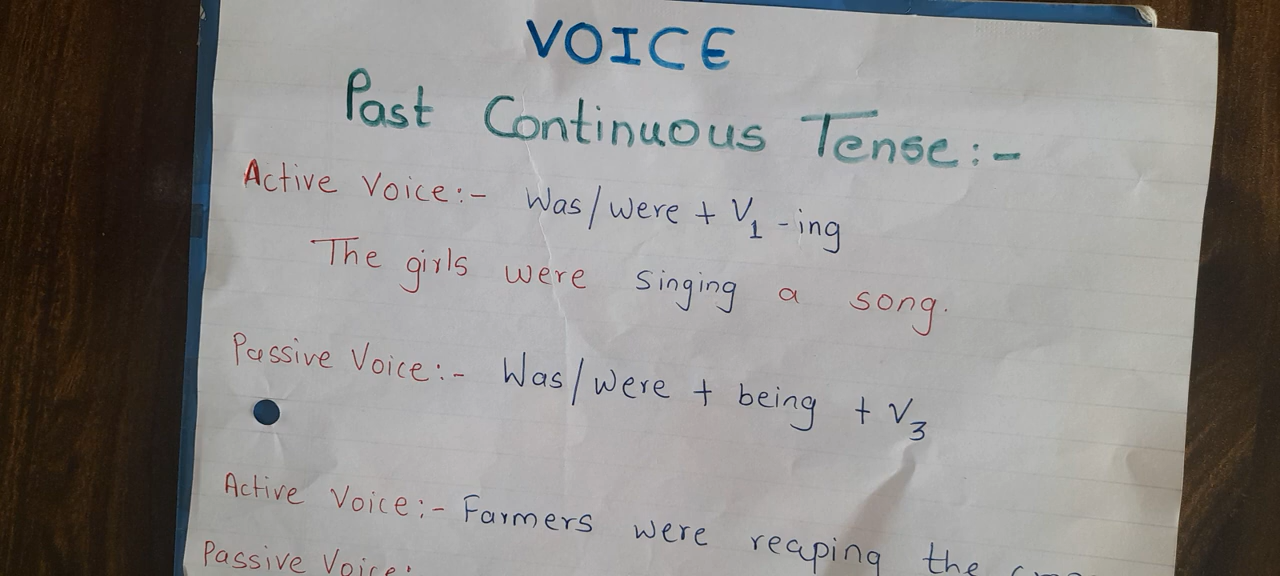 VOICE
Past Continuous Tense:-
Active Voice:- Was/were + V1 -ing
The girls were singing a song.
Passive Voice:- Was/were + being + V3
Active Voice:- Farmers were reaping the
Passive Voice: